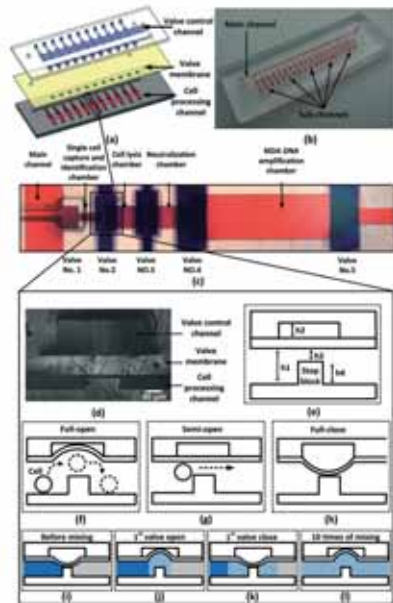 Valve control
channel
Valve
membrane
Cell
processing
channel
(a)
Main channel
Sub-channels
(b)
Main
channel
Single cell
capture and
identification
chamber
Cell lysis
chamber
Neutralization
chamber
MDA DNA
amplification
chamber
Valve
No. 1
Valve
No.2
Valve
NO.3
Valve
NO.4
Valve
No.5
(c)
Valve control
channel
Valve
membrane
Cell
processing
channel
(d)
h2
h1
h3
Stop
block
h4
(e)
Full-open
Cell
(f)
Semi-open
(g)
Full-close
(h)
Before mixing
(i)
1st valve open
(j)
1st valve close
(k)
10 times of mixing
(l)